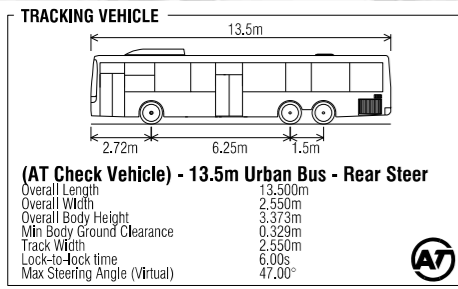 TRACKING VEHICLE
13.5m
2.72m 6.25m 1.5m
(AT Check Vehicle) - 13.5m Urban Bus - Rear Steer
Overall Length 13.500m
Overall Width 2.550m
Overall Body Height 3.373m
Min Body Ground Clearance 0.329m
Track Width 2.550m
Lock-to-lock time 6.00s
Max Steering Angle (Virtual) 47.00°
AT